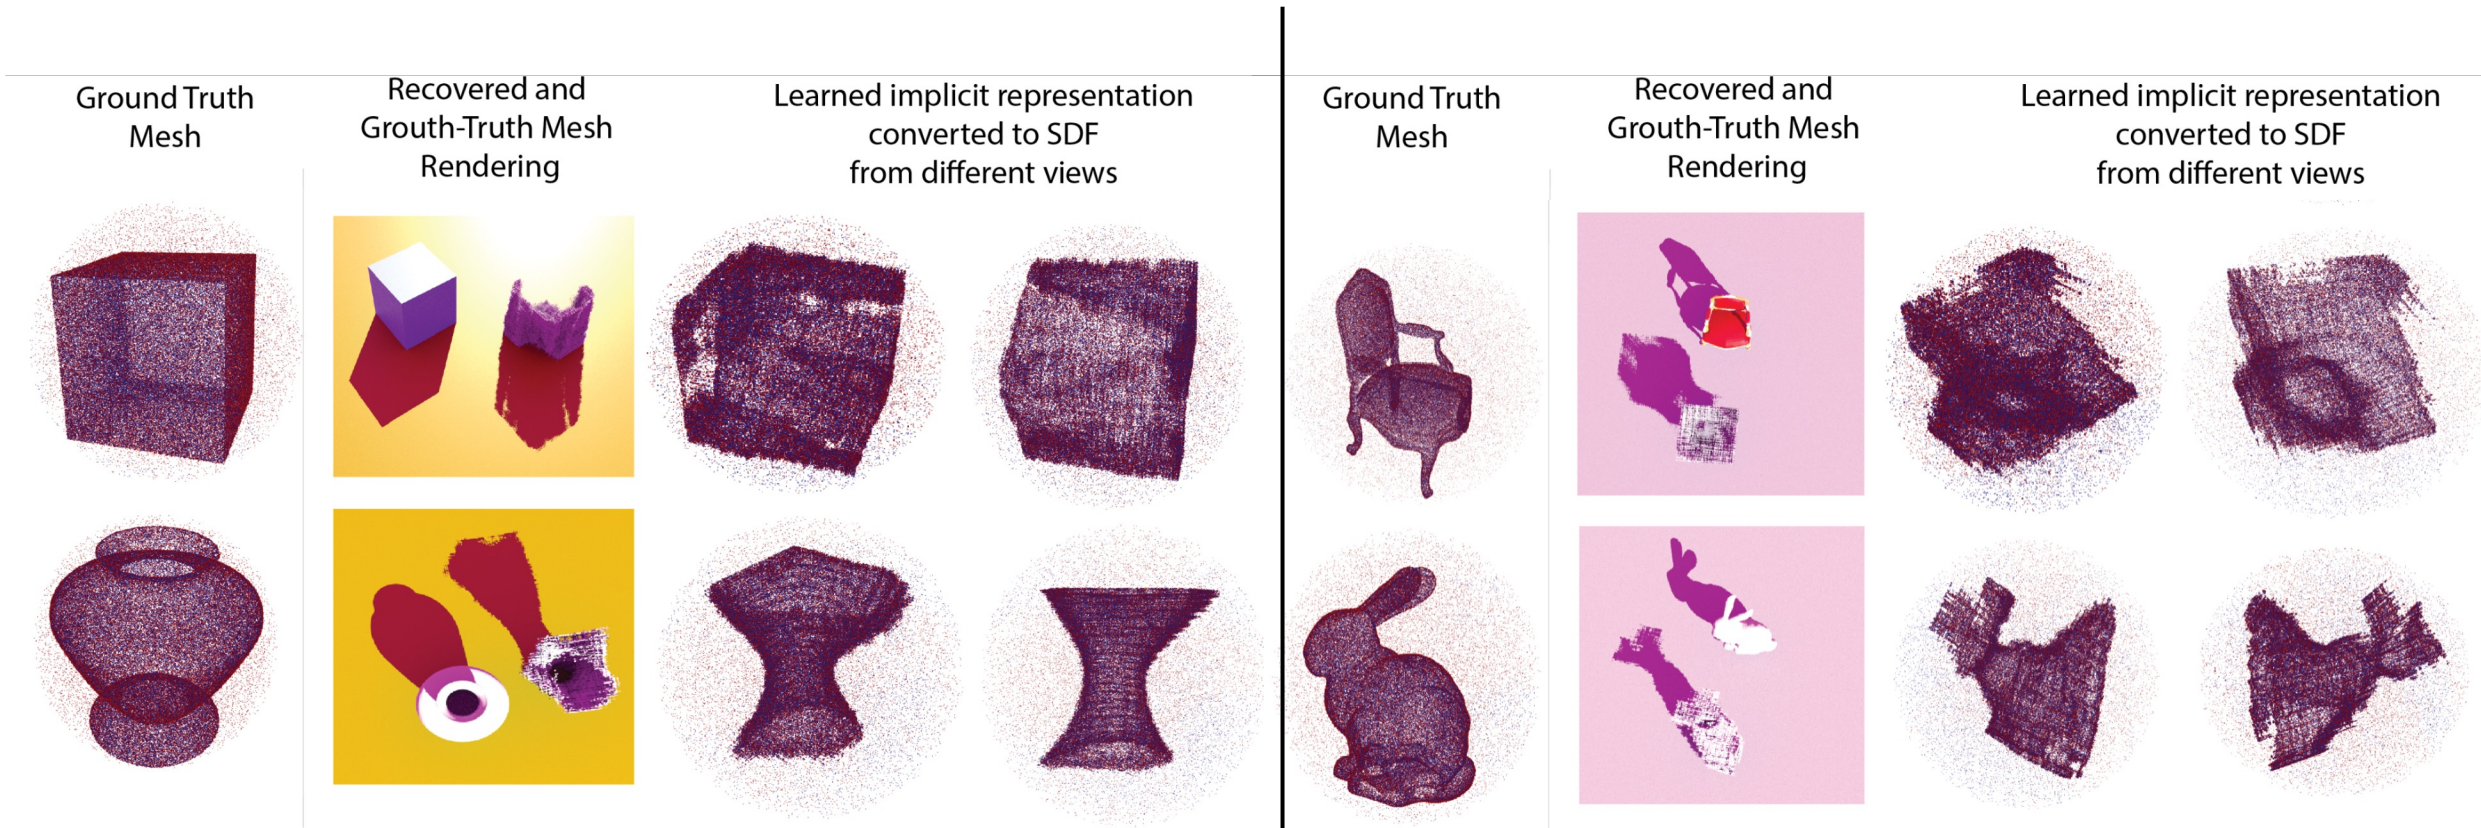 Ground Truth
Mesh
Recovered and
Grouth-Truth Mesh
Rendering
Learned implicit representation
converted to SDF
from different views
Ground Truth
Mesh
Recovered and
Grouth-Truth Mesh
Rendering
Learned implicit representation
converted to SDF
from different views